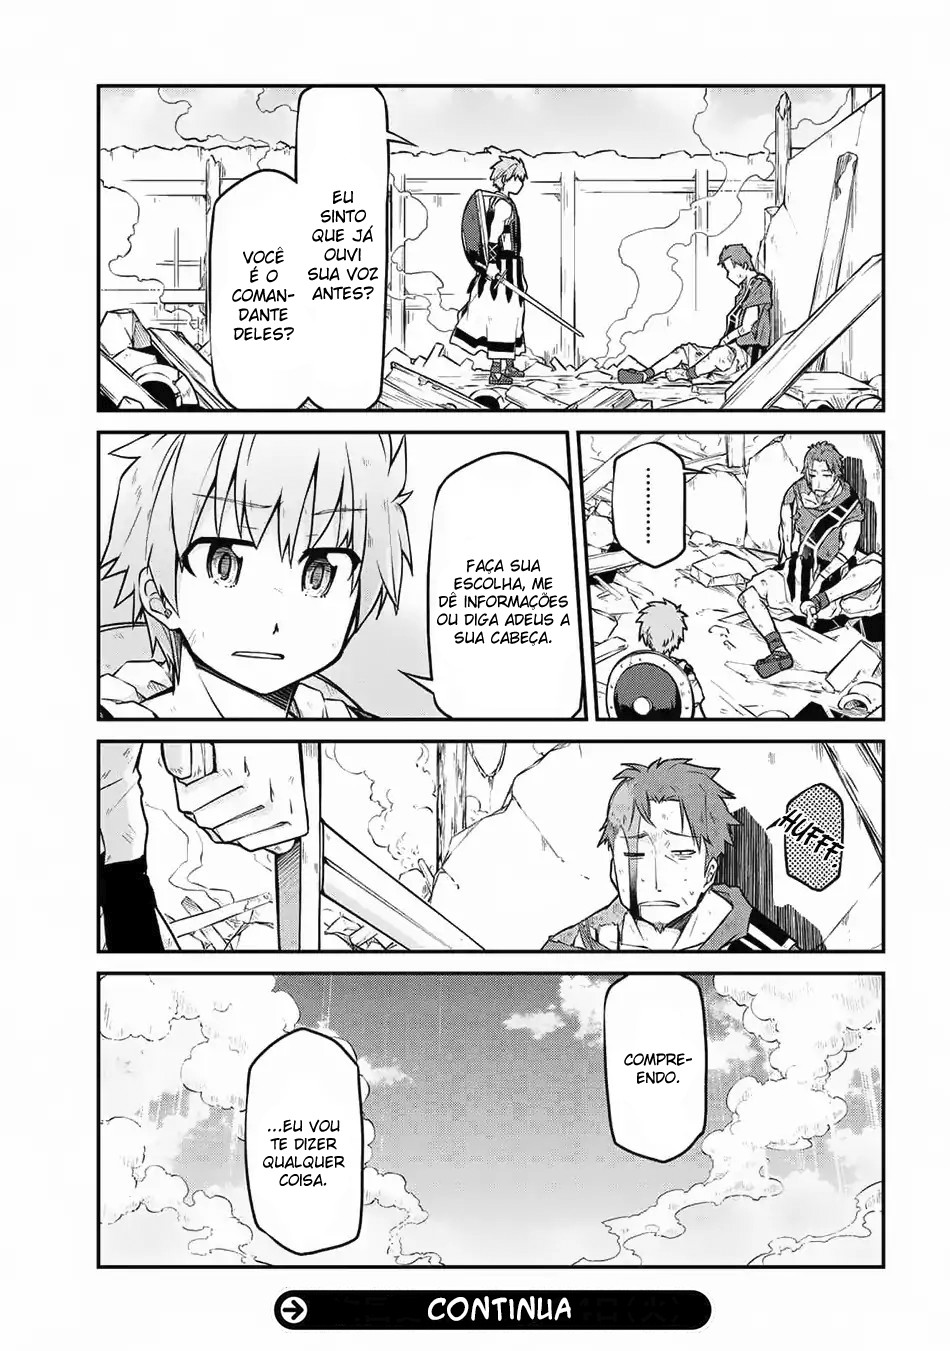 EU
SINTO
QUE JÁ
OUVI
SUA VOZ
ANTES?
VOCÊ
É O
COMAN-
DANTE
DELES?
..........
FAÇA SUA
ESCOLHA, ME
DÊ INFORMAÇÕES
OU DIGA ADEUS A
SUA CABEÇA.
HUFFF.
COMPRE-
ENDO.
...EU VOU
TE DIZER
QUALQUER
COISA.
CONTINUA